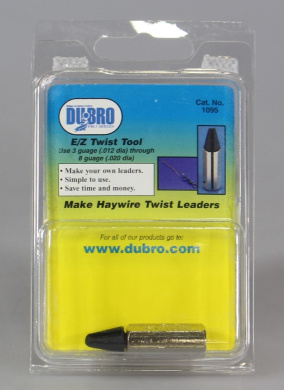 DU-BRO
E/Z Twist Tool
Cat. No.
1095
Use 3 guage (.012 dia) through
8 guage (.020 dia)
• Make your own leaders.
• Simple to use.
• Save time and money.
Make Haywire Twist Leaders
For all of our products go to:
www.dubro.com